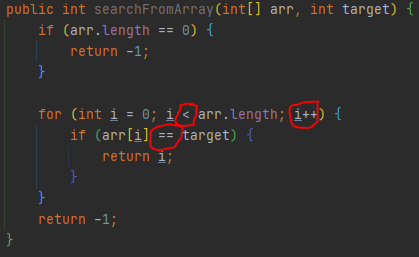 public int searchFromArray(int[] arr, int target) {
if (arr.length == 0) {
return -1;
}
for (int i = 0; i < arr.length; i++) {
if (arr[i] == target) {
return i;
}
}
return -1;
}